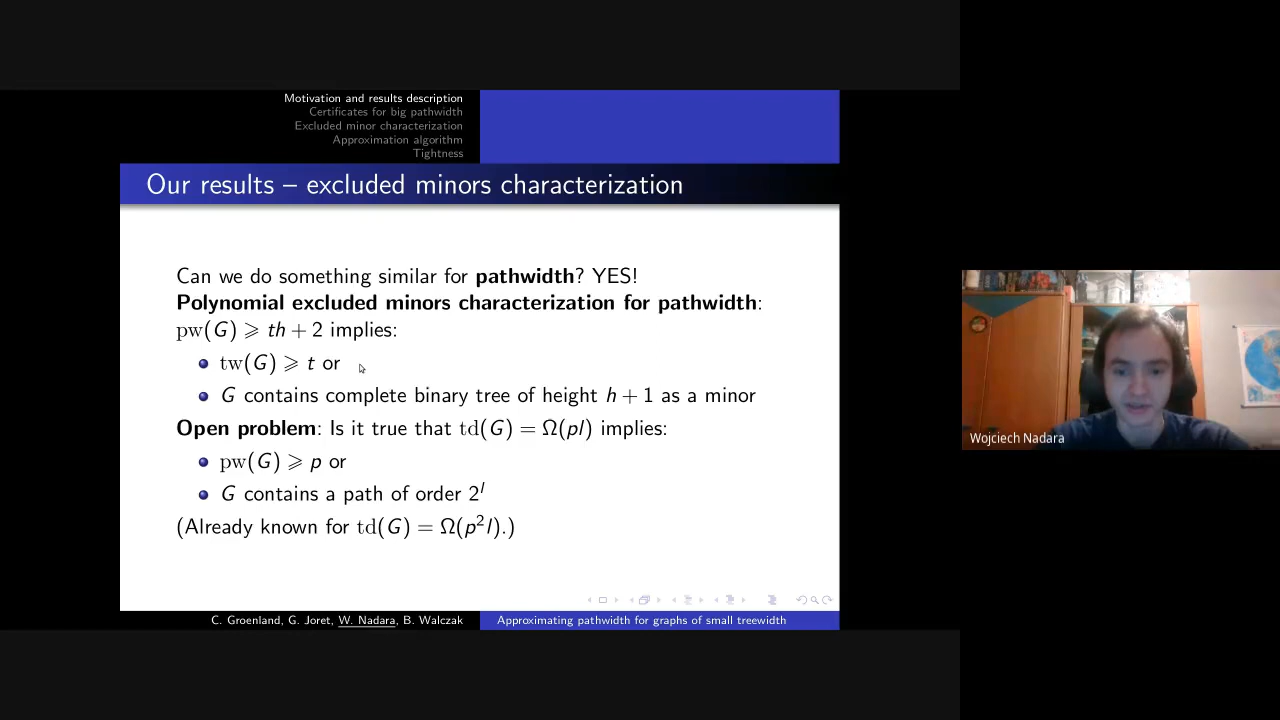 Motivation and results description
Certificates for big pathwidth
Excluded minor characterization
Approximation algorithm
Tightness
Our results – excluded minors characterization
Can we do something similar for pathwidth? YES!
Polynomial excluded minors characterization for pathwidth:
pw(G) ⩾ th + 2 implies:
tw(G) ⩾ t or
G contains complete binary tree of height h + 1 as a minor
Open problem: Is it true that td(G) = Ω(pl) implies:
pw(G) ⩾ p or
G contains a path of order 2^l
(Already known for td(G) = Ω(p²l).)
C. Groenland, G. Joret, W. Nadara, B. Walczak
Approximating pathwidth for graphs of small treewidth
Wojciech Nadara